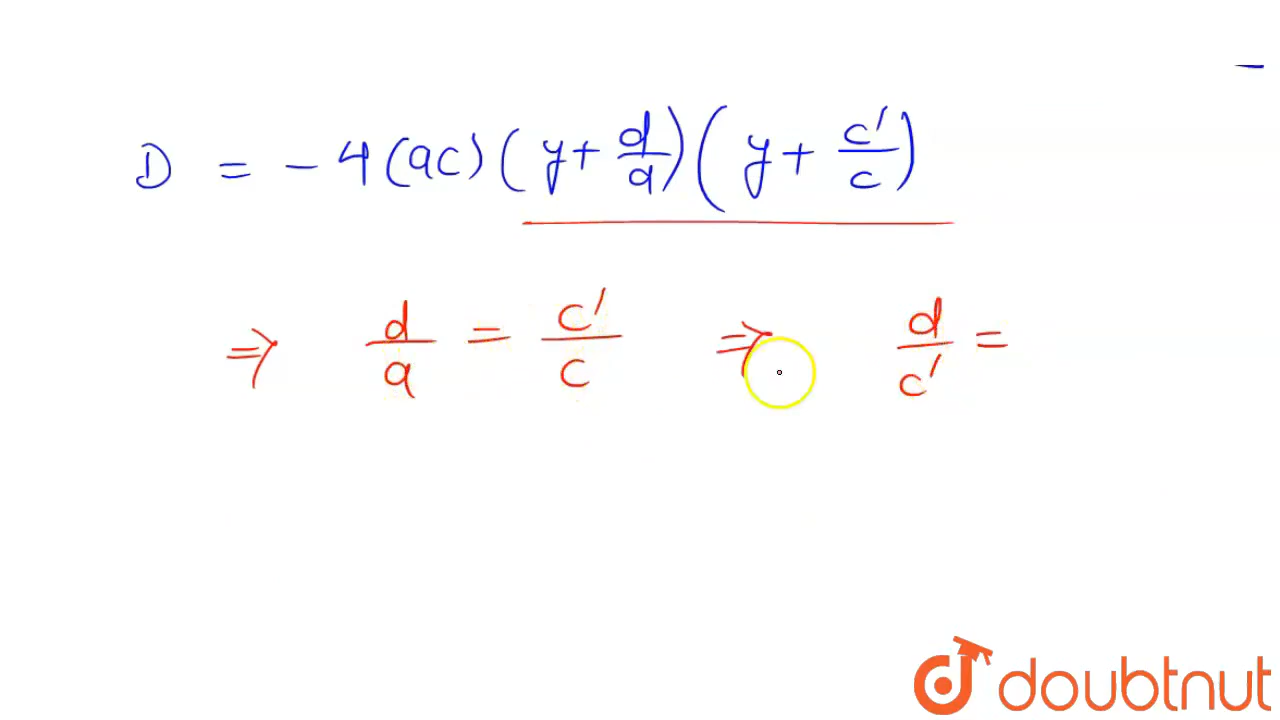 D = -4(ac)(y + d/a)(y + c'/c)
⇒ d/a = c'/c ⇒ d/c' =
doubtnut